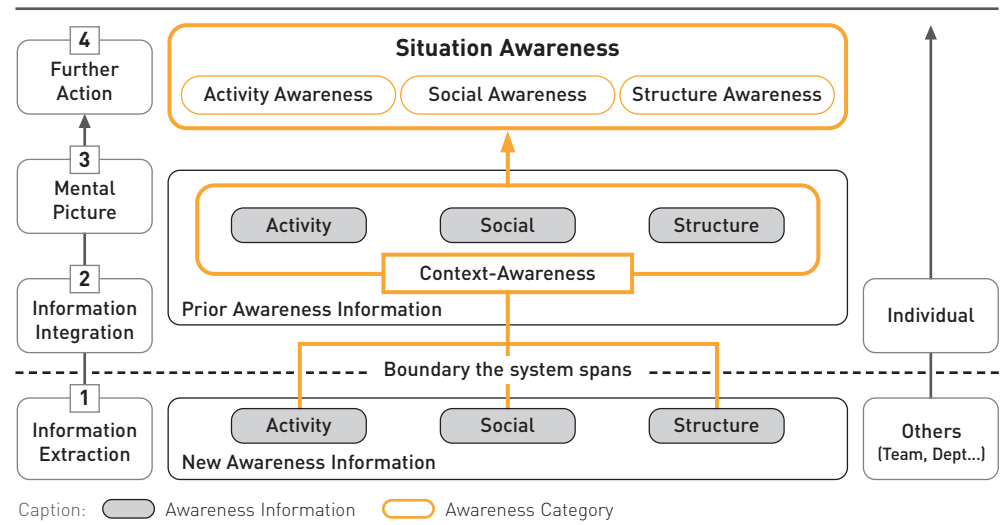 4
Further
Action
Situation Awareness
Activity Awareness
Social Awareness
Structure Awareness
3
Mental
Picture
Activity
Social
Structure
Context-Awareness
Prior Awareness Information
2
Information
Integration
Individual
Boundary the system spans
1
Information
Extraction
Activity
Social
Structure
New Awareness Information
Others
(Team, Dept...)
Caption:
Awareness Information
Awareness Category